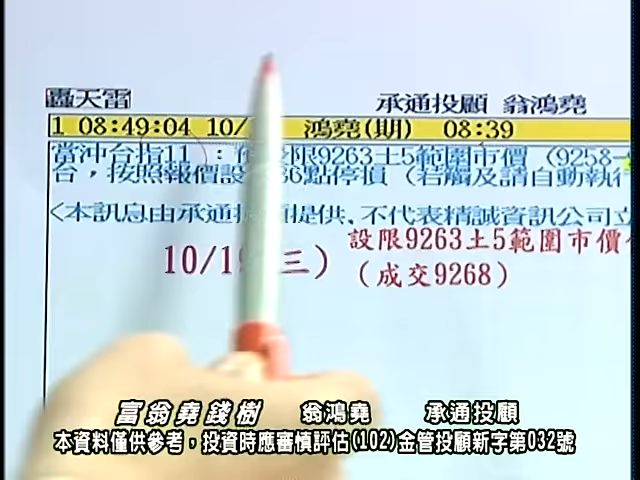 轟天雷 承通投顧 翁鴻堯
1 08:49:04 10/ 鴻堯(期) 08:39
當沖台指11 : 限9263土5範圍市價 (9258-
台，按照報價設 36點停損 (若觸及請自動執行
<本訊息由承通投 提供,不代表精誠資訊公司立
設限9263土5範圍市價
10/1 三) (成交9268)
富翁堯錢樹 翁鴻堯 承通投顧
本資料僅供參考，投資時應審慎評估(102)金管投顧新字第032號